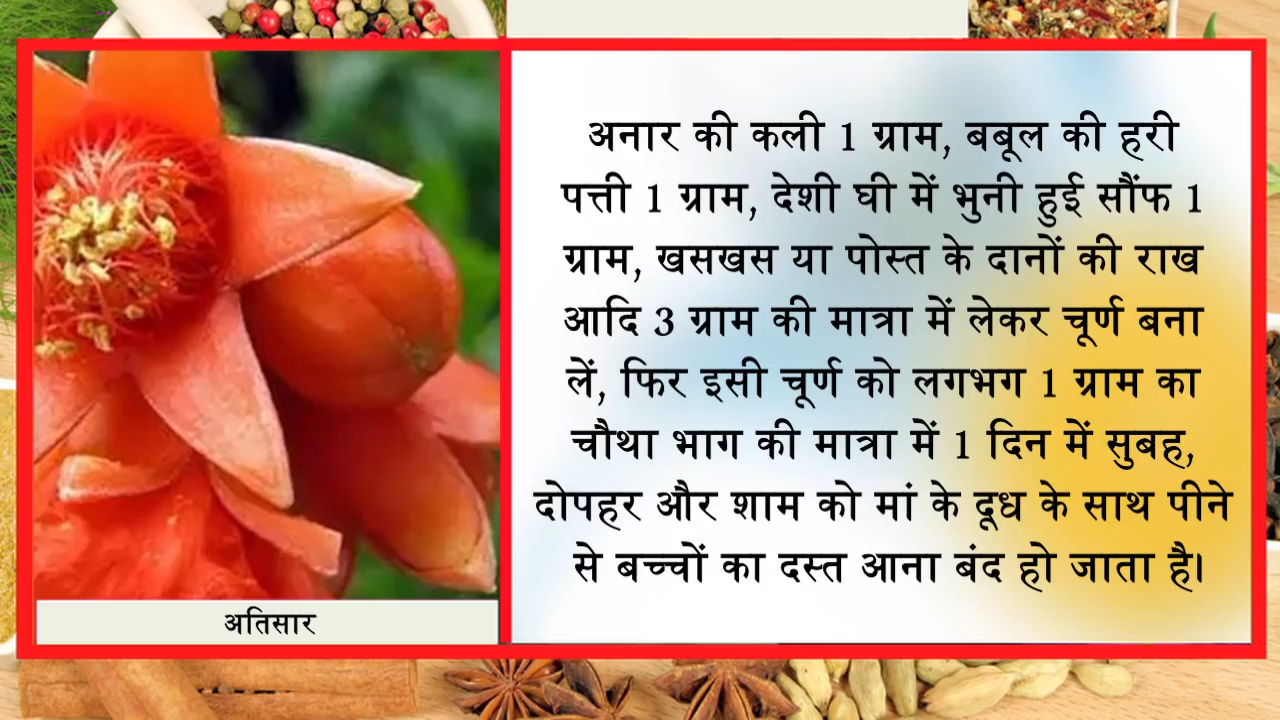 अनार की कली 1 ग्राम, बबूल की हरी
पत्ती 1 ग्राम, देशी घी में भुनी हुई सौंफ 1
ग्राम, खसखस या पोस्त के दानों की राख
आदि 3 ग्राम की मात्रा में लेकर चूर्ण बना
लें, फिर इसी चूर्ण को लगभग 1 ग्राम का
चौथा भाग की मात्रा में 1 दिन में सुबह,
दोपहर और शाम को मां के दूध के साथ पीने
से बच्चों का दस्त आना बंद हो जाता है।
अतिसार